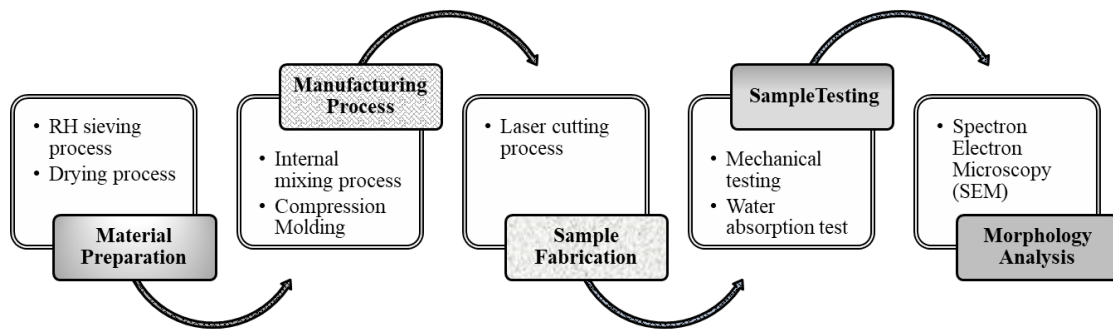 • RH sieving
process
• Drying process
Material
Preparation
Manufacturing
Process
• Internal
mixing process
• Compression
Molding
• Laser cutting
process
Sample
Fabrication
SampleTesting
• Mechanical
testing
• Water
absorption test
• Spectron
Electron
Microscopy
(SEM)
Morphology
Analysis